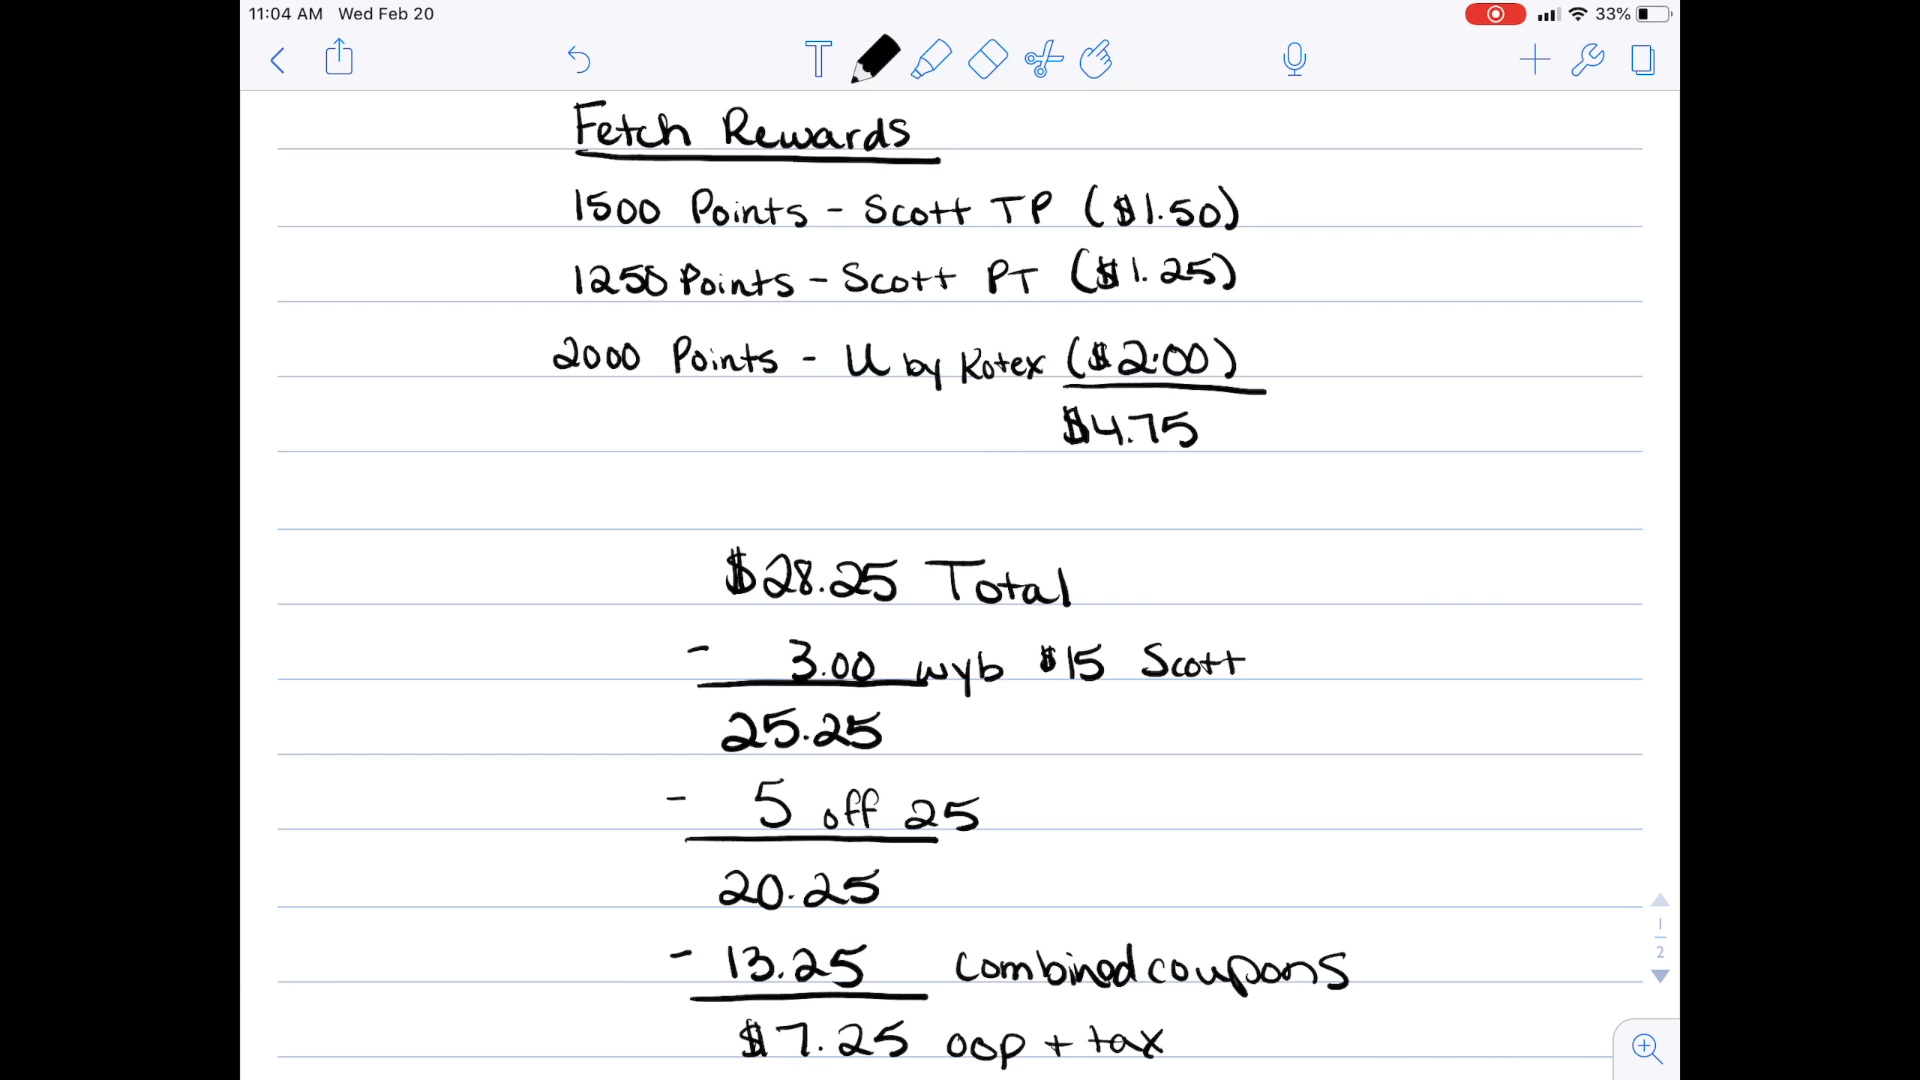 11:04 AM Wed Feb 20 33%
T
Fetch Rewards
1500 Points - Scott TP ($1.50)
1250 Points - Scott PT ($1.25)
2000 Points - U by Kotex ($2.00)
$4.75
$28.25 Total
- 3.00 wyb $15 Scott
25.25
- 5 off 25
20.25
- 13.25 combined coupons
$7.25 oop + tax
1
2